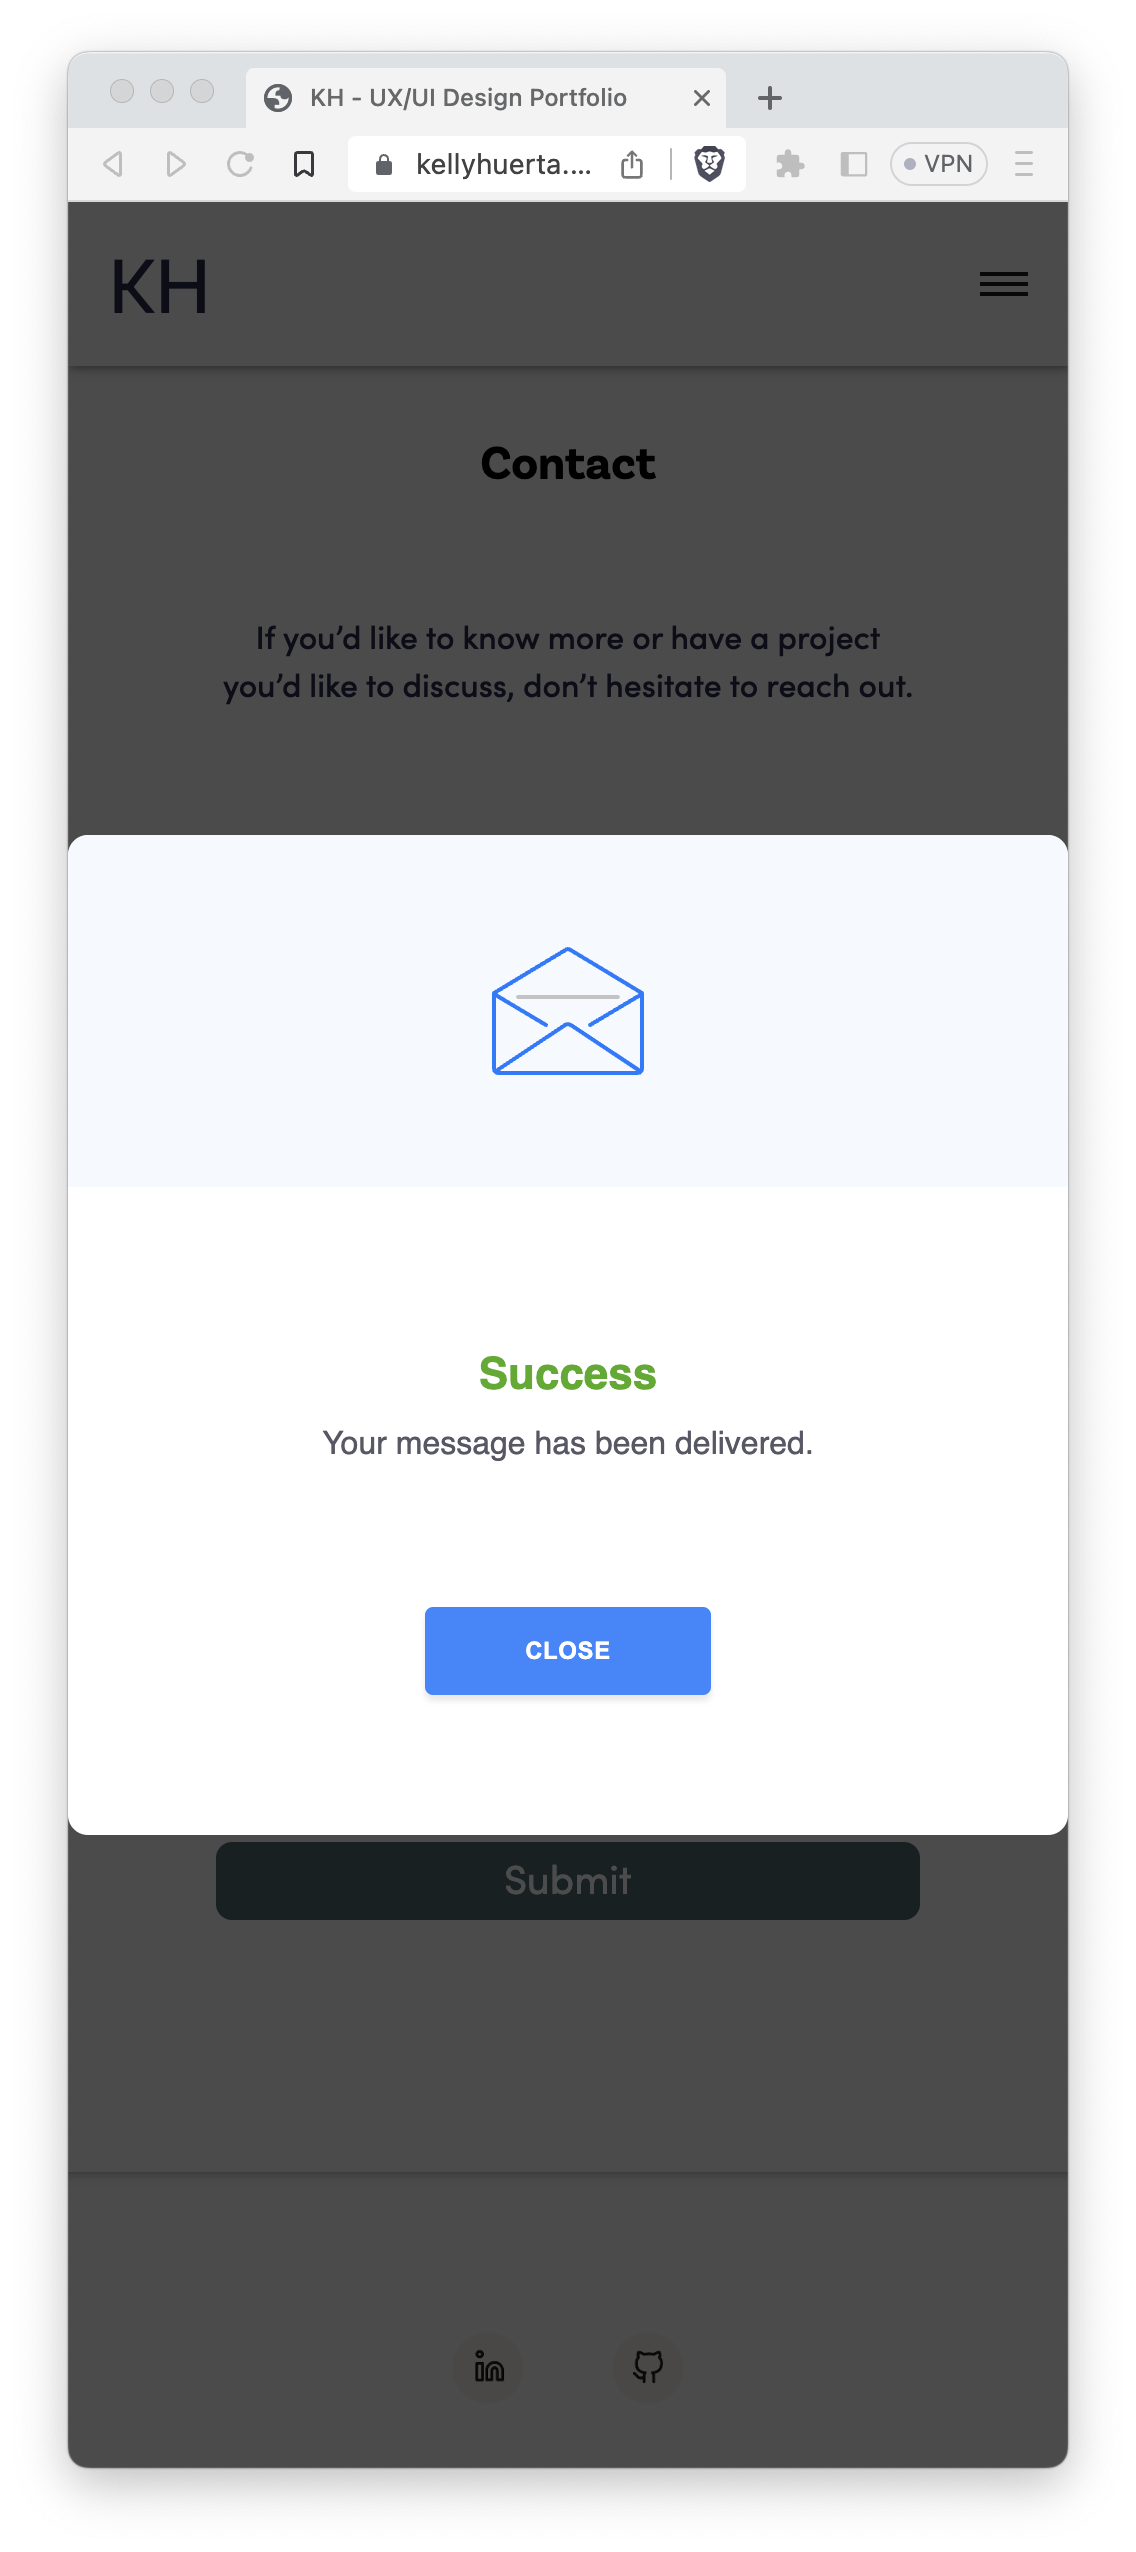 KH - UX/UI Design Portfolio
kellyhuerta....
VPN
KH
Contact
If you’d like to know more or have a project
you’d like to discuss, don’t hesitate to reach out.
Success
Your message has been delivered.
CLOSE
Submit
in